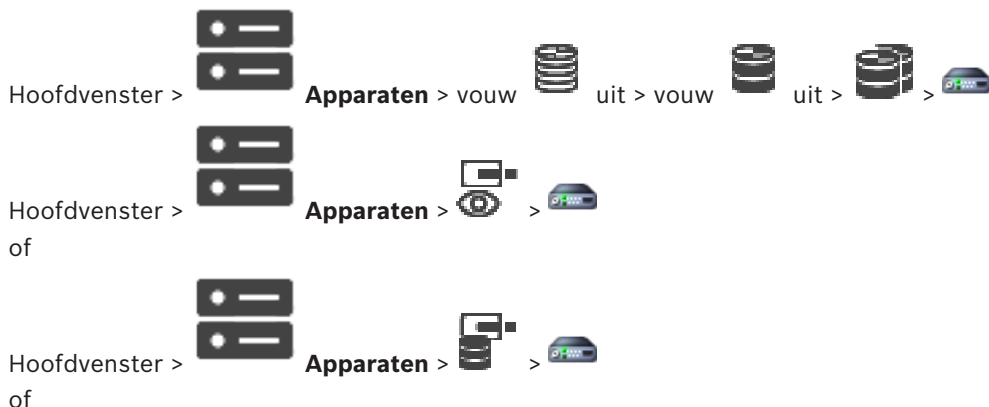 Hoofdvenster > Apparaten > vouw uit > vouw uit > >
Hoofdvenster > Apparaten > >
of
Hoofdvenster > Apparaten > >
of